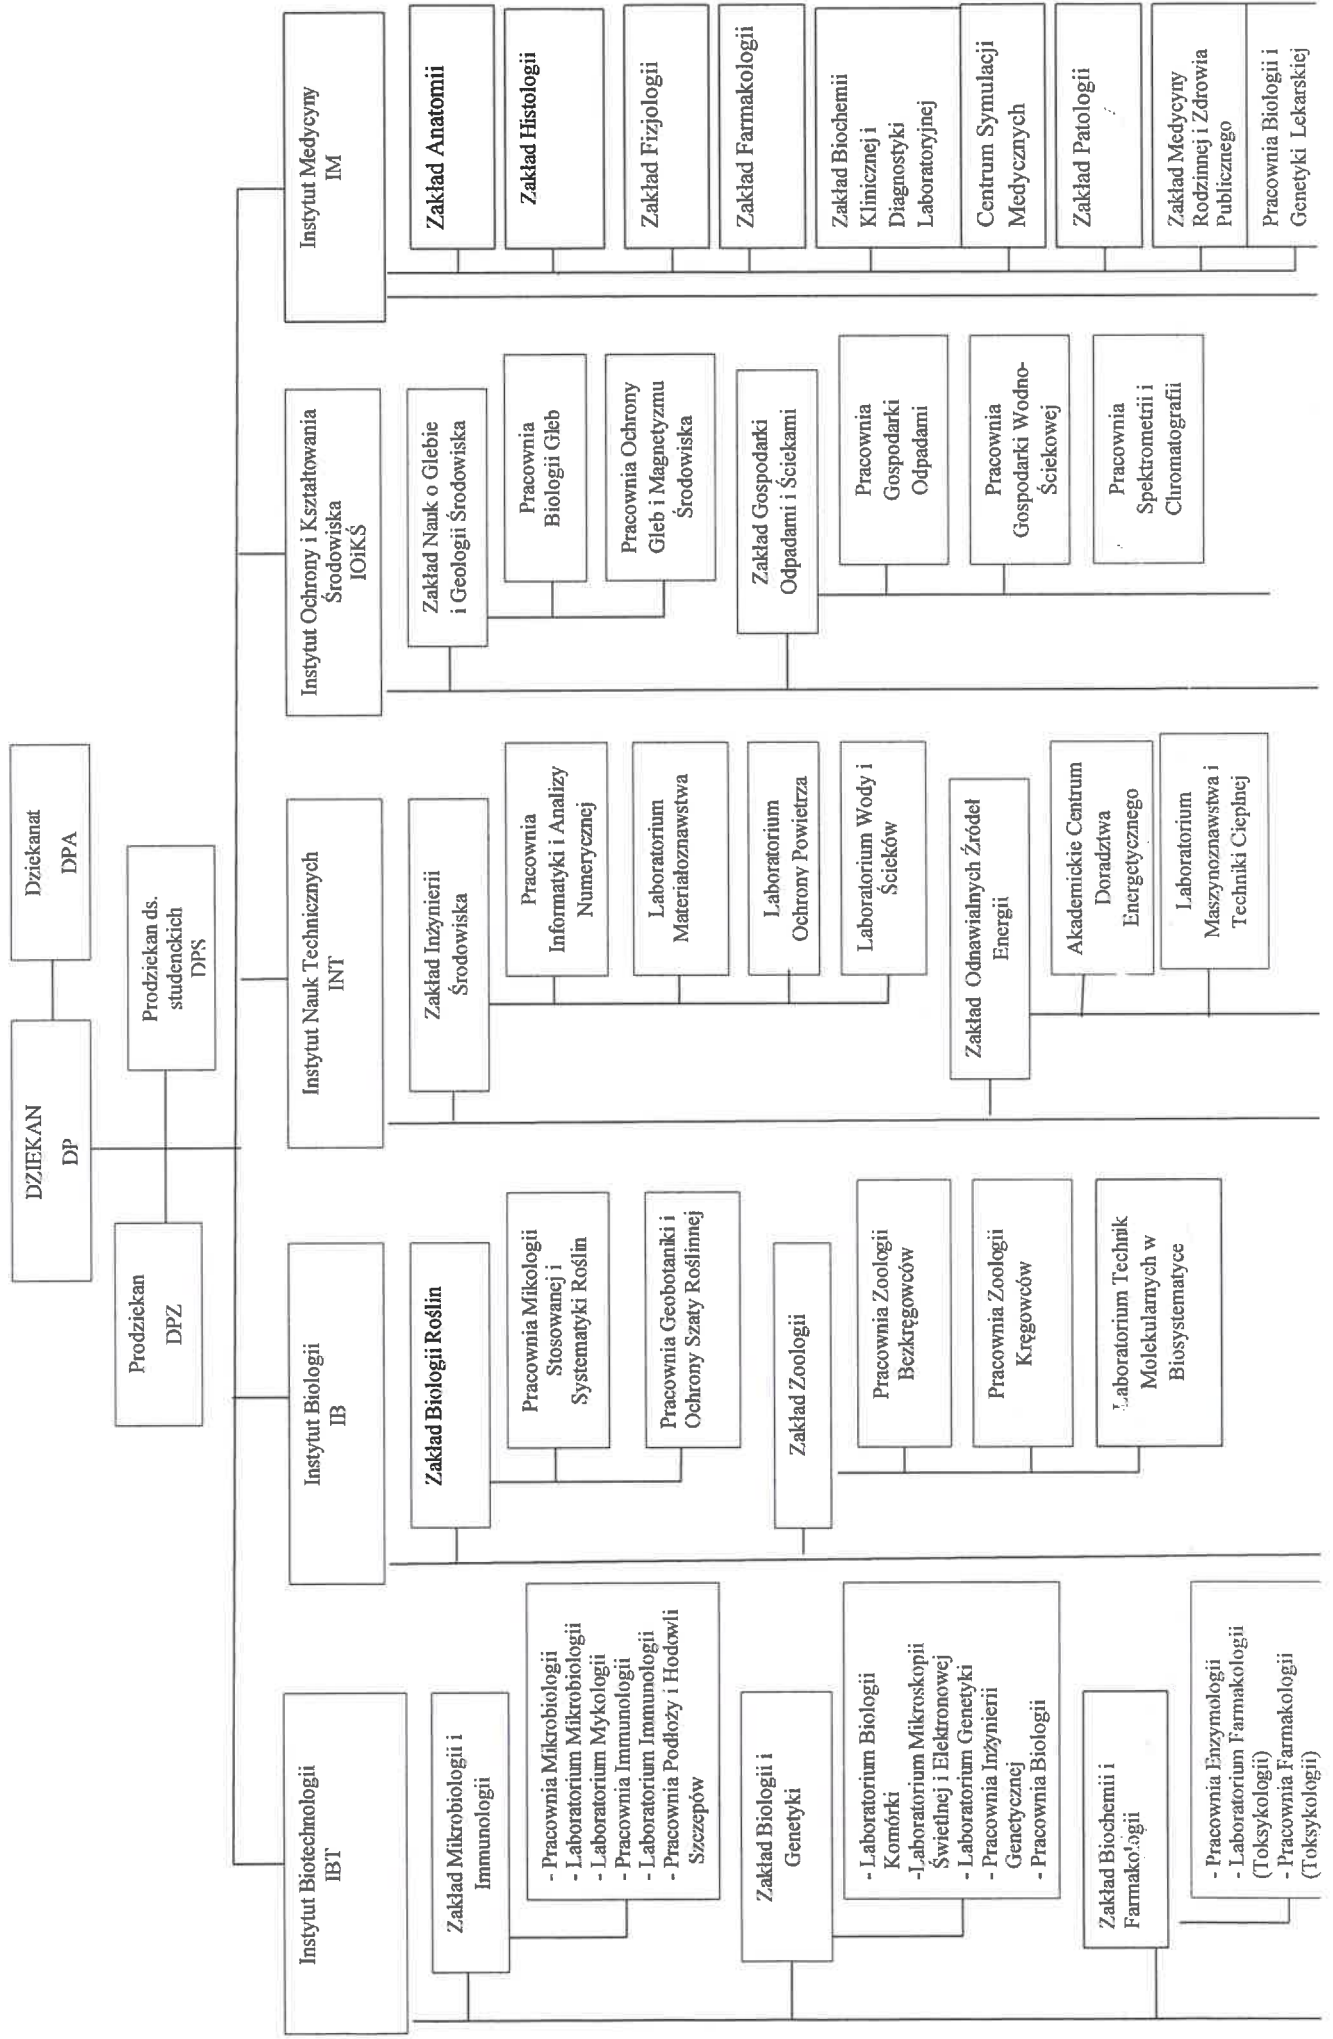 DZIEKAN
DP
Dziekanat
DPA
Prodziekan
DPZ
Prodziekan ds.
studenckich
DPS
Instytut Biotechnologii
IBT
Zakład Mikrobiologii i
Immunologii
- Pracownia Mikrobiologii
- Laboratorium Mikrobiologii
- Laboratorium Mykologii
- Pracownia Immunologii
- Laboratorium Immunologii
- Pracownia Podłoży i Hodowli
Szczepów
Zakład Biologii i
Genetyki
- Laboratorium Biologii
Komórki
-Laboratorium Mikroskopii
Świetlnej i Elektronowej
- Laboratorium Genetyki
- Pracownia Inżynierii
Genetycznej
- Pracownia Biologii
Zakład Biochemii i
Farmakologii
- Pracownia Enzymologii
- Laboratorium Farmakologii
(Toksykologii)
- Pracownia Farmakologii
(Toksykologii)
Instytut Biologii
IB
Zakład Biologii Roślin
Pracownia Mikologii
Stosowanej i
Systematyki Roślin
Pracownia Geobotaniki i
Ochrony Szaty Roślinnej
Zakład Zoologii
Pracownia Zoologii
Bezkręgowców
Pracownia Zoologii
Kręgowców
Laboratorium Technik
Molekularnych w
Biosystematyce
Instytut Nauk Technicznych
INT
Zakład Inżynierii
Środowiska
Pracownia
Informatyki i Analizy
Numerycznej
Laboratorium
Materiałoznawstwa
Laboratorium
Ochrony Powietrza
Laboratorium Wody i
Ścieków
Zakład Odnawialnych Źródeł
Energii
Akademickie Centrum
Doradztwa
Energetycznego
Laboratorium
Maszynoznawstwa i
Techniki Cieplnej
Instytut Ochrony i Kształtowania
Środowiska
IOiKŚ
Zakład Nauk o Glebie
i Geologii Środowiska
Pracownia
Biologii Gleb
Pracownia Ochrony
Gleb i Magnetyzmu
Środowiska
Zakład Gospodarki
Odpadami i Ściekami
Pracownia
Gospodarki
Odpadami
Pracownia
Gospodarki Wodno-
Ściekowej
Pracownia
Spektrometrii i
Chromatografii
Instytut Medycyny
IM
Zakład Anatomii
Zakład Histologii
Zakład Fizjologii
Zakład Farmakologii
Zakład Biochemii
Klinicznej i
Diagnostyki
Laboratoryjnej
Centrum Symulacji
Medycznych
Zakład Patologii
Zakład Medycyny
Rodzinnej i Zdrowia
Publicznego
Pracownia Biologii i
Genetyki Lekarskiej